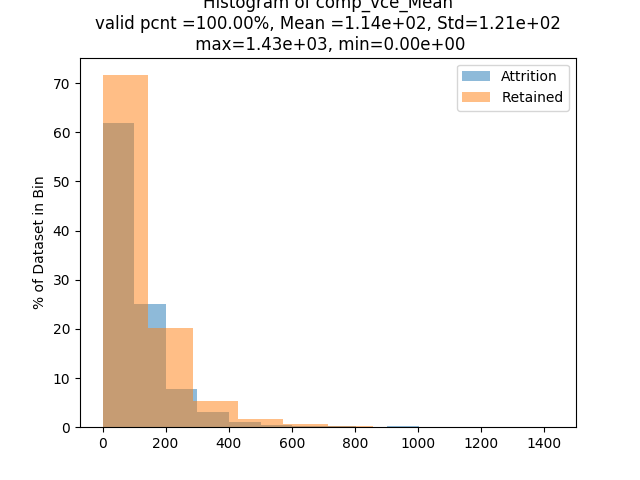 Histogram of comp_vce_Mean
valid pcnt =100.00%, Mean =1.14e+02, Std=1.21e+02
max=1.43e+03, min=0.00e+00
Attrition
Retained
% of Dataset in Bin
70
60
50
40
30
20
10
0
0 200 400 600 800 1000 1200 1400